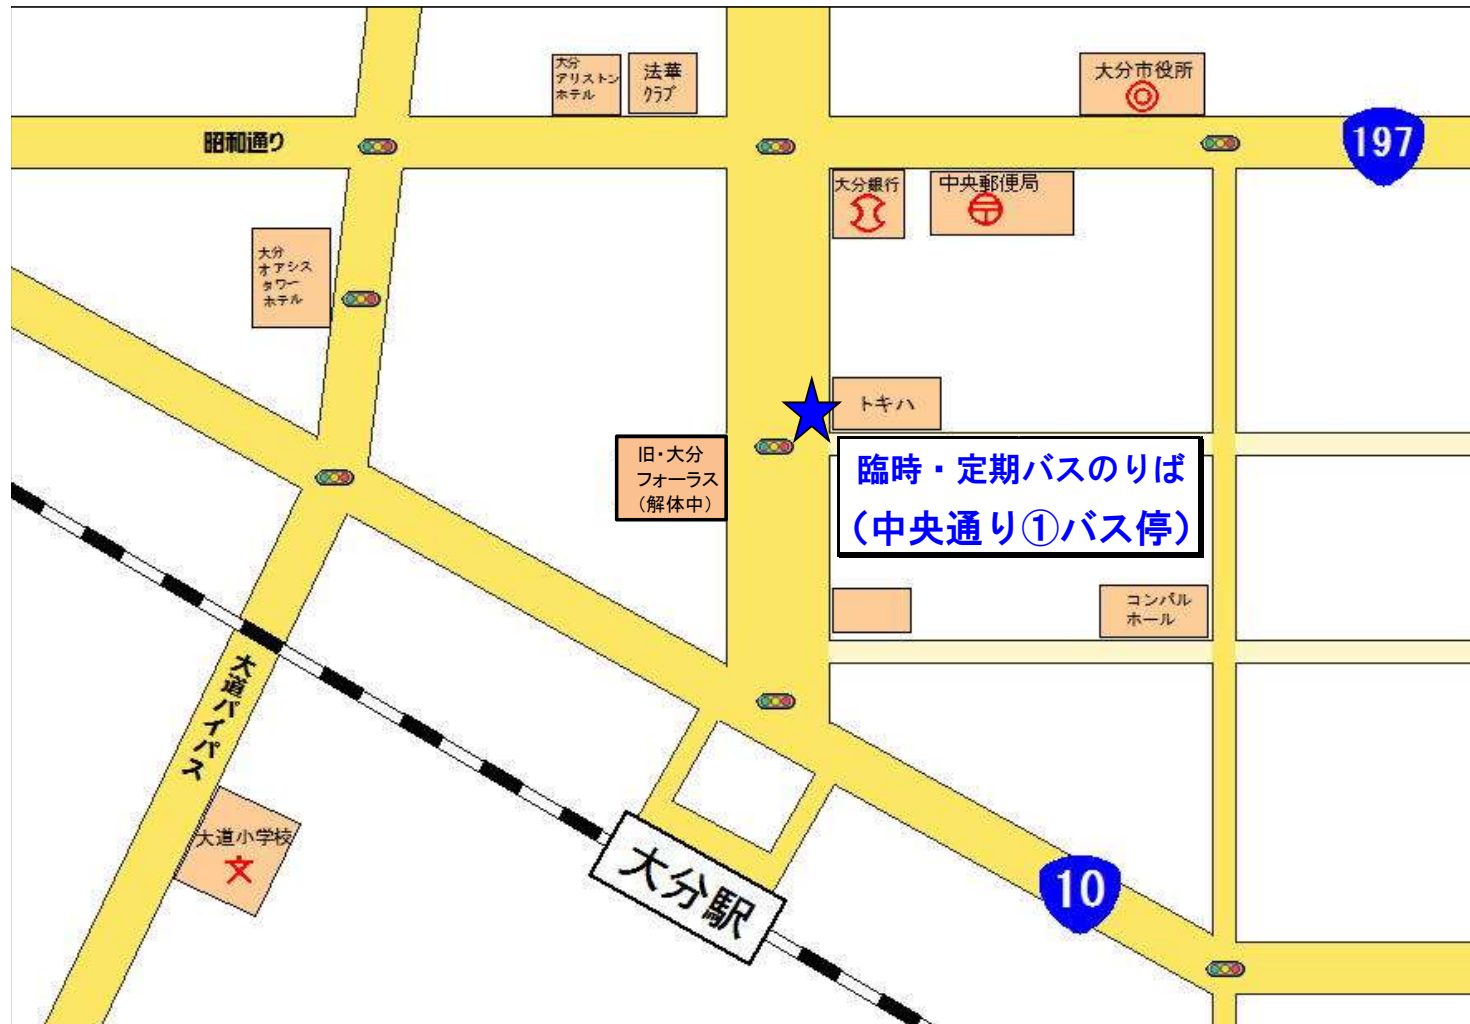 大分
アリストン
ホテル
法華
クラブ
大分市役所
昭和通り
197
大分銀行
中央郵便局
大分
オアシス
タワー
ホテル
トキハ
旧・大分
フォーラス
(解体中)
臨時・定期バスのりば
(中央通り①バス停)
コンパル
ホール
大道バイパス
大道小学校
文
大分駅
10